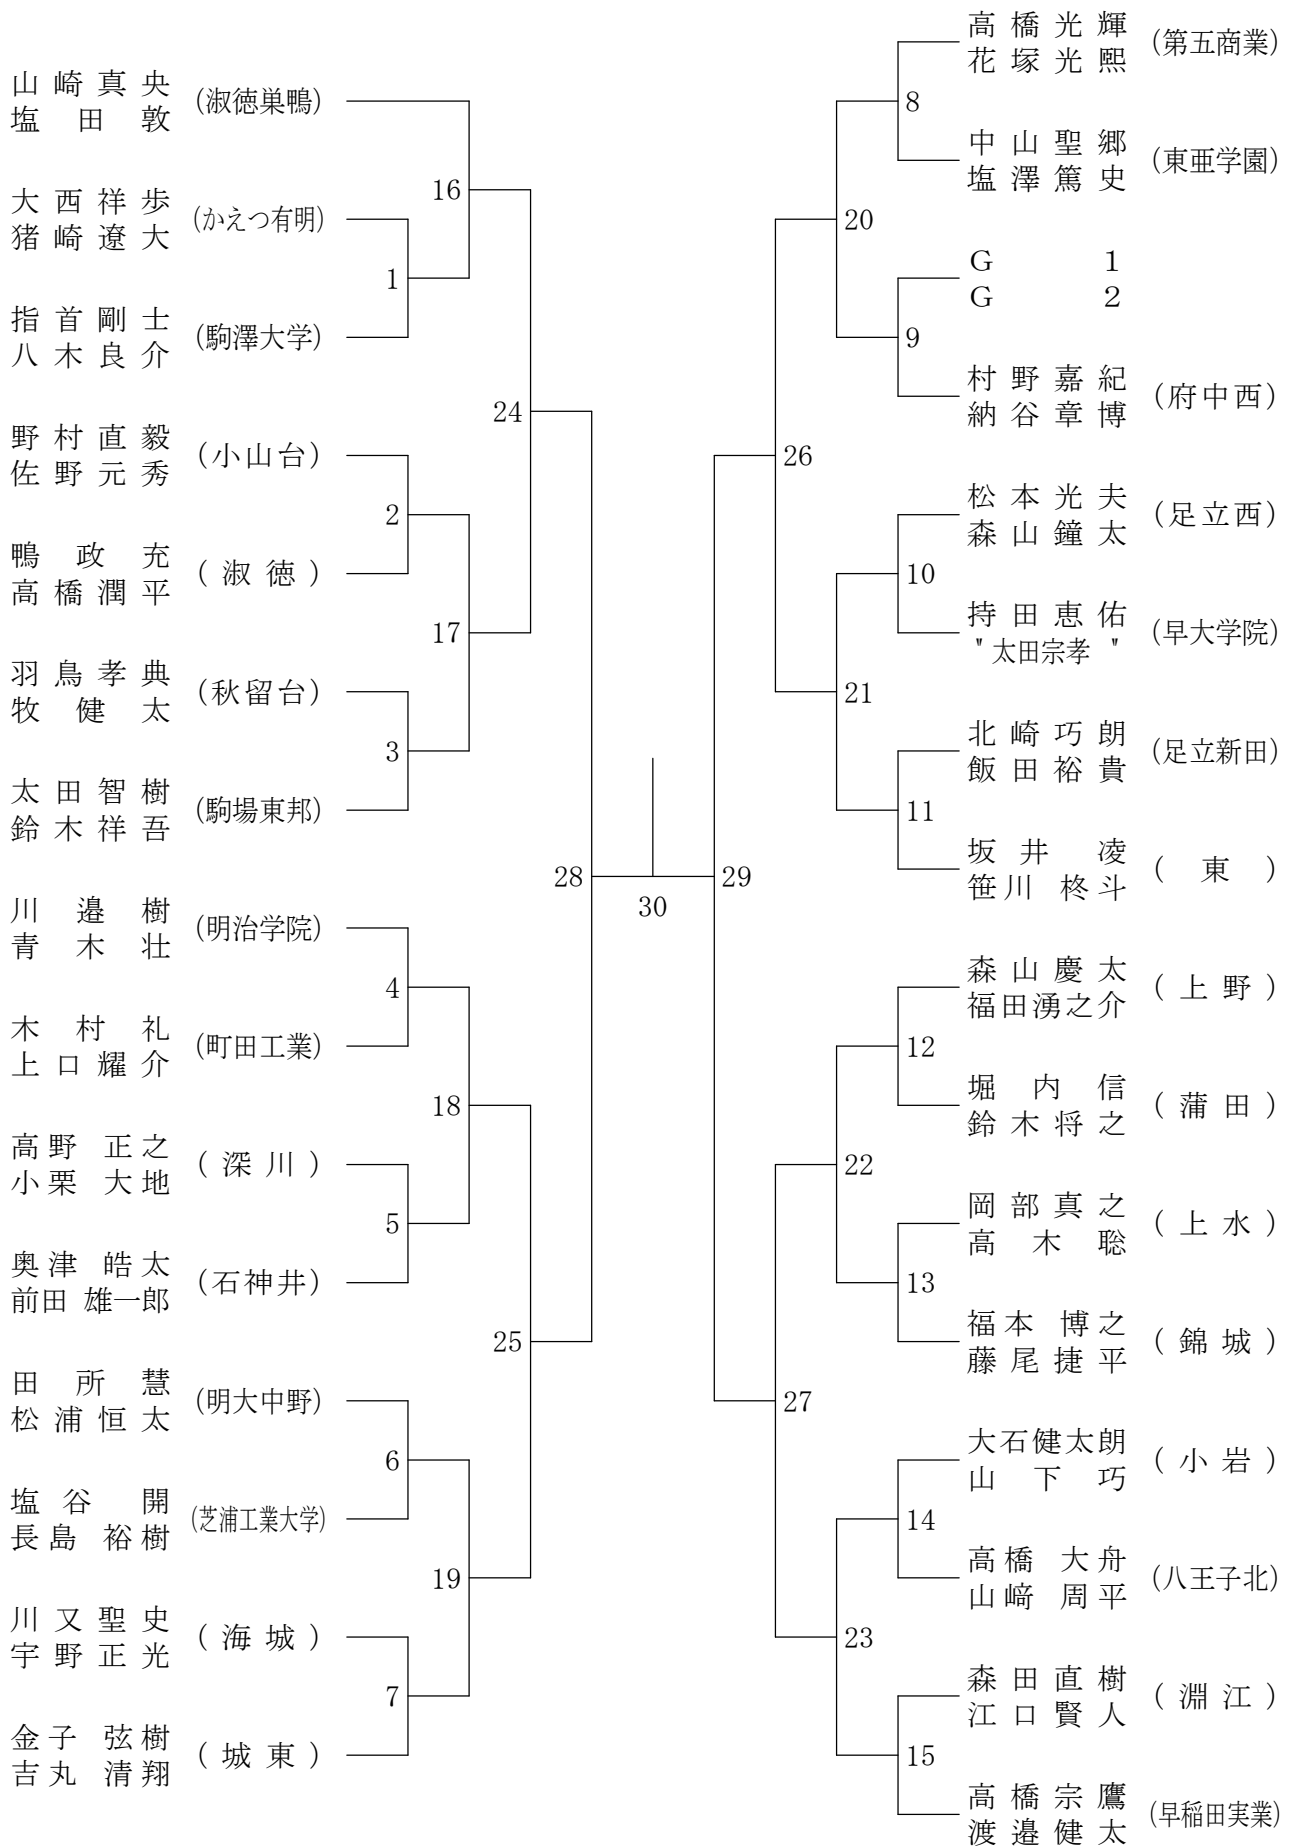 山崎真央
塩田敦
(淑徳巣鴨)
大西祥歩
猪崎遼大
(かえつ有明)
指首剛士
八木良介
(駒澤大学)
野村直毅
佐野元秀
(小山台)
鴨政充
高橋潤平
(淑徳)
羽鳥孝典
牧健太
(秋留台)
太田智樹
鈴木祥吾
(駒場東邦)
川邉樹
青木壮
(明治学院)
木村礼
上口耀介
(町田工業)
高野正之
小栗大地
(深川)
奥津皓太
前田雄一郎
(石神井)
田所慧
松浦恒太
(明大中野)
塩谷開
長島裕樹
(芝浦工業大学)
川又聖史
宇野正光
(海城)
金子弦樹
吉丸清翔
(城東)
1
2
3
4
5
6
7
16
17
18
19
24
25
28
30
29
26
27
20
21
22
23
8
9
10
11
12
13
14
15
高橋光輝
花塚光熙
(第五商業)
中山聖郷
塩澤篤史
(東亜学園)
G 1
G 2
村野嘉紀
納谷章博
(府中西)
松本光夫
森山鐘太
(足立西)
持田恵佑
"太田宗孝"
(早大学院)
北崎巧朗
飯田裕貴
(足立新田)
坂井凌
笹川柊斗
(東)
森山慶太
福田湧之介
(上野)
堀内信
鈴木将之
(蒲田)
岡部真之
高木聡
(上水)
福本博之
藤尾捷平
(錦城)
大石健太朗
山下巧
(小岩)
高橋大舟
山﨑周平
(八王子北)
森田直樹
江口賢人
(淵江)
高橋宗鷹
渡邉健太
(早稲田実業)